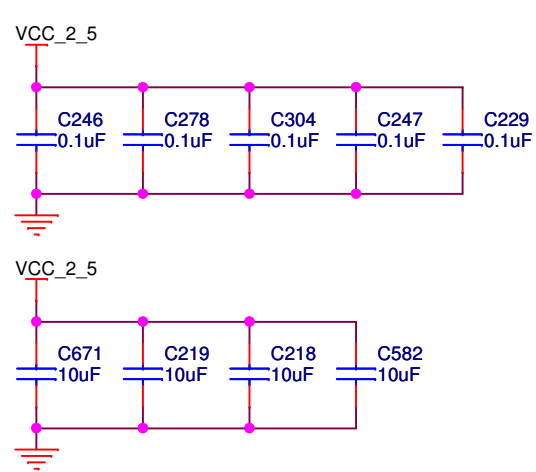 VCC_2_5
C246 C278 C304 C247 C229
0.1uF 0.1uF 0.1uF 0.1uF 0.1uF
VCC_2_5
C671 C219 C218 C582
10uF 10uF 10uF 10uF